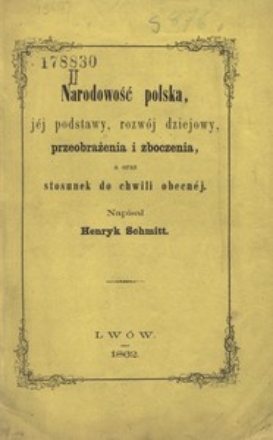 178830
II
Narodowość polska,
jéj podstawy, rozwój dziejowy,
przeobrażenia i zboczenia,
a oraz
stosunek do chwili obecnéj.
Napisał
Henryk Schmitt.
LWÓW.
1862.